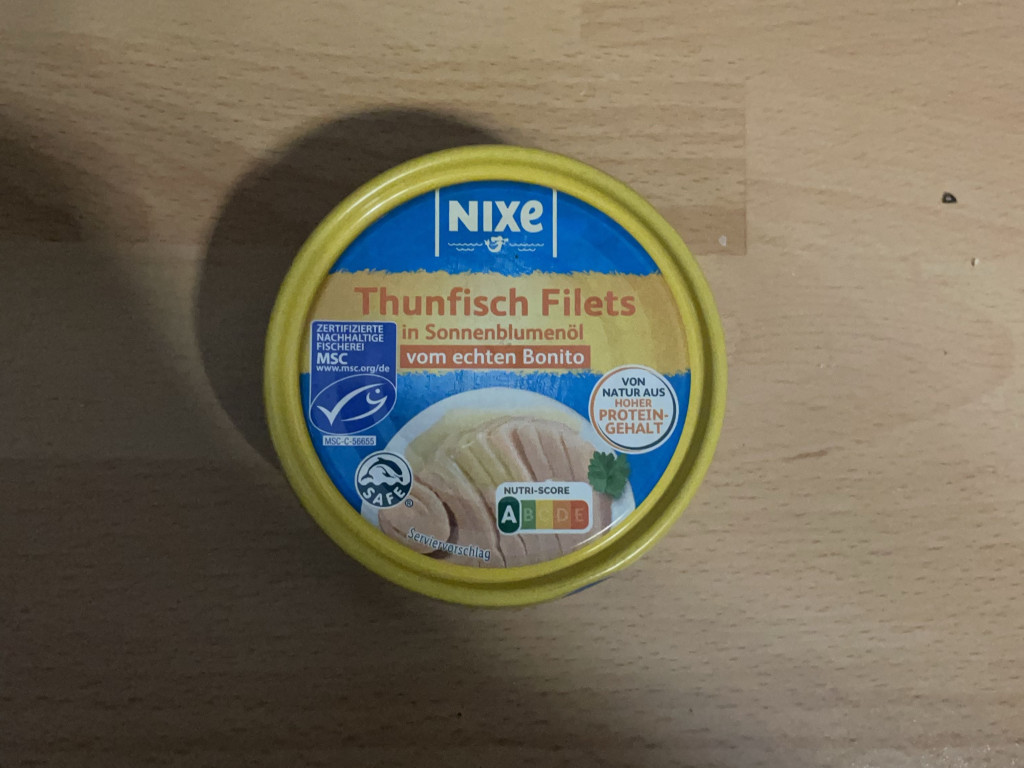 NIXe
Thunfisch Filets
in Sonnenblumenöl
vom echten Bonito
ZERTIFIZIERTE
NACHHALTIGE
FISCHEREI
MSC
www.msc.org/de
MSC-C-56655
VON
NATUR AUS
HOHER
PROTEIN-
GEHALT
SAFE
®
NUTRI-SCORE
A B C D E
Serviervorschlag